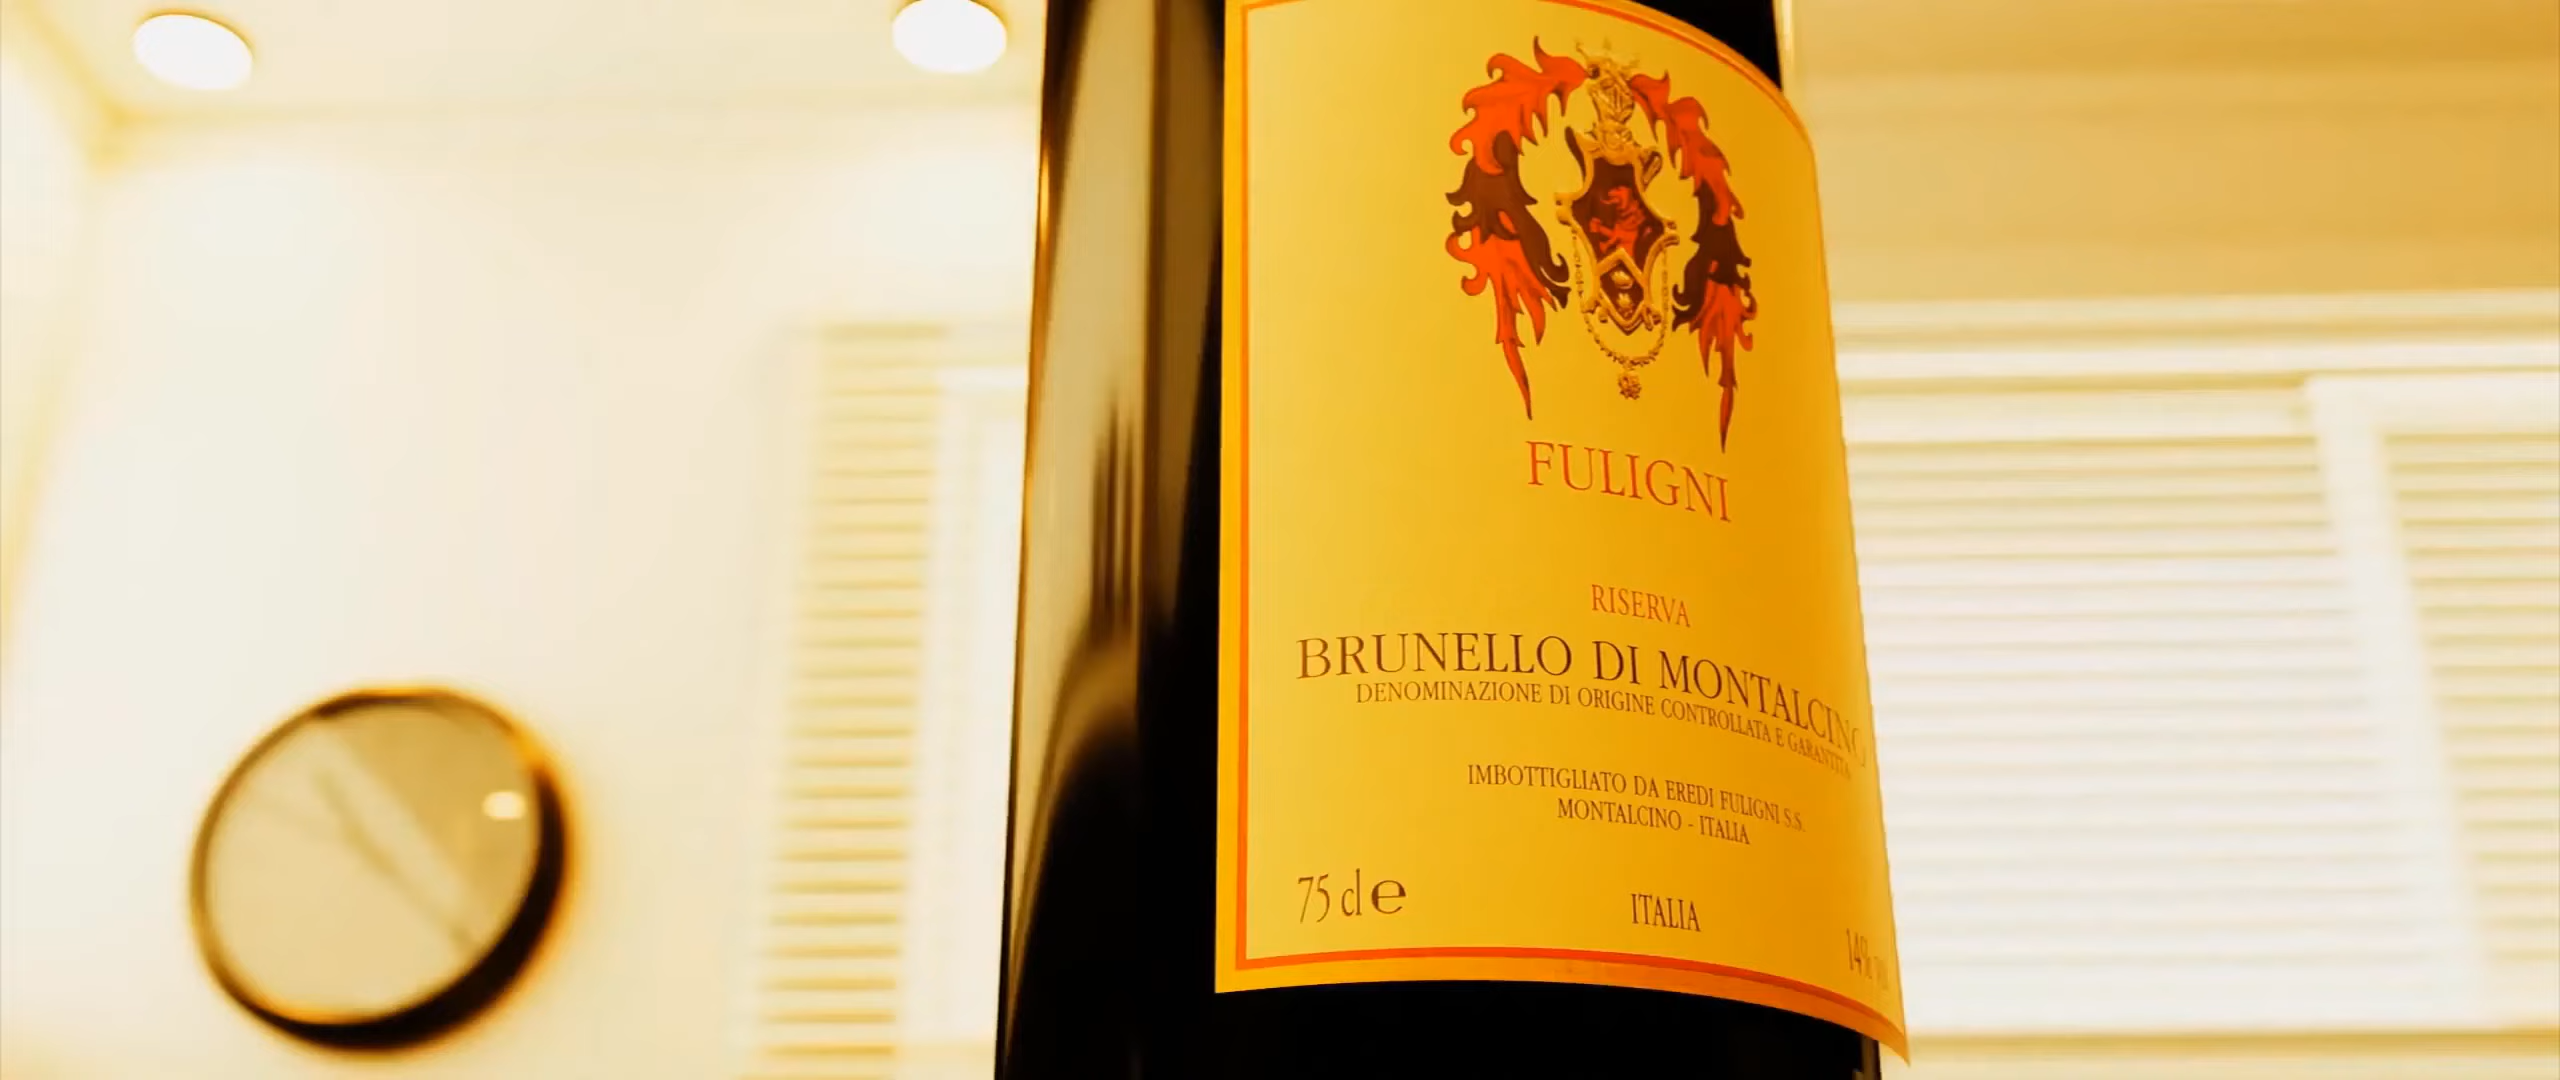 FULIGNI
RISERVA
BRUNELLO DI MONTALCINO
DENOMINAZIONE DI ORIGINE CONTROLLATA E GARANTITA
IMBOTTIGLIATO DA EREDI FULIGNI S.S.
MONTALCINO - ITALIA
75 cl e
ITALIA
14%